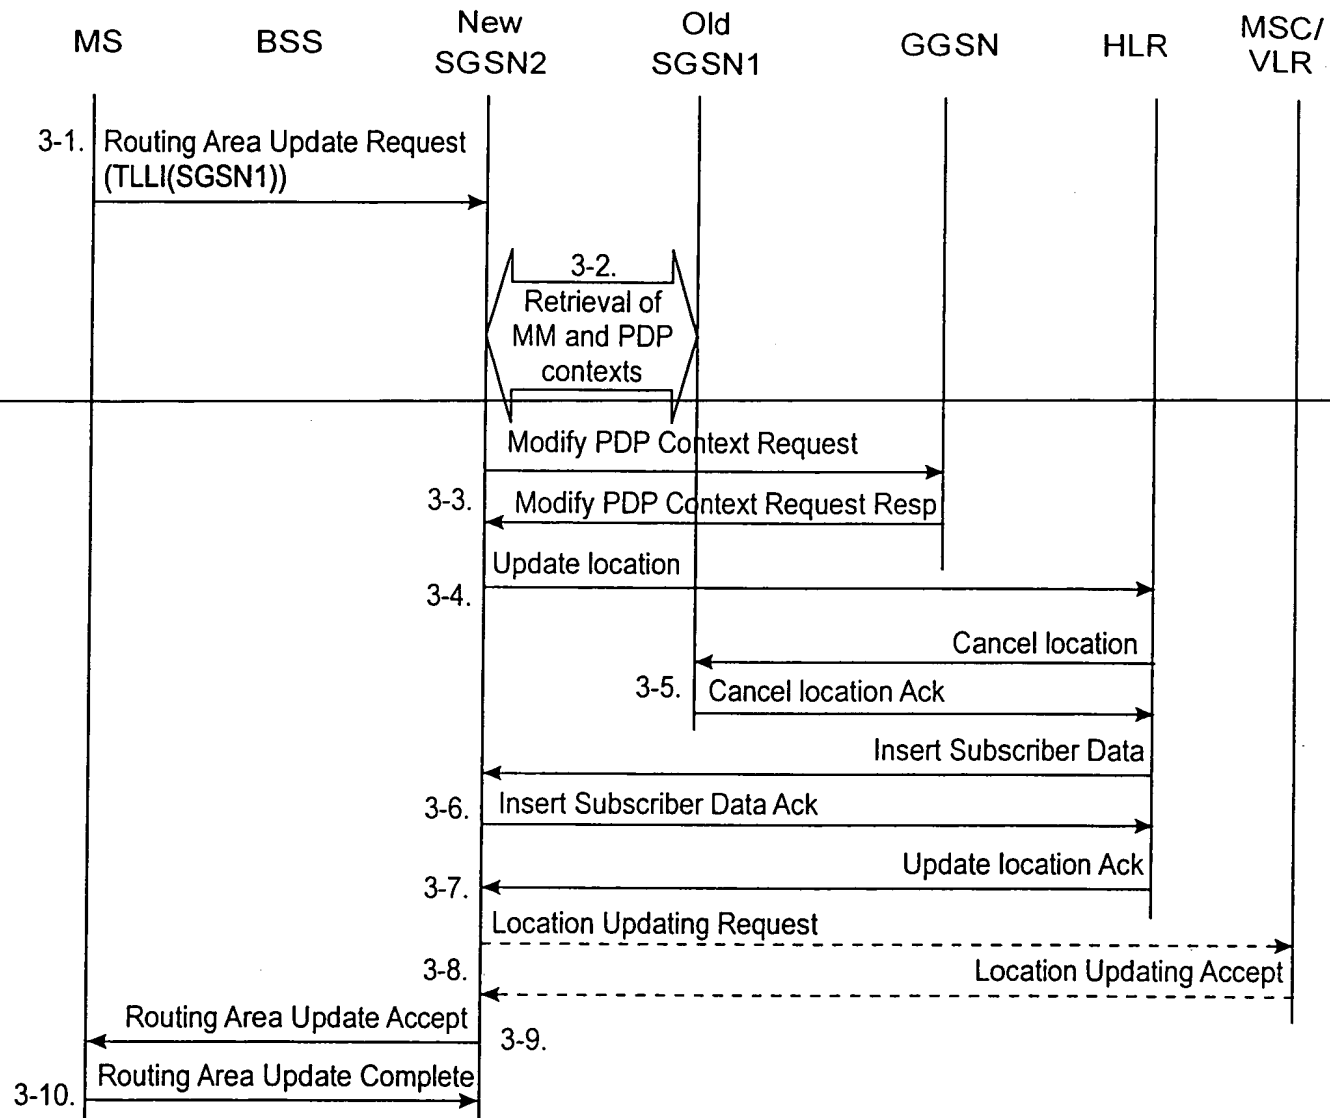 MS
BSS
New
SGSN2
Old
SGSN1
GGSN
HLR
MSC/
VLR
3-1. Routing Area Update Request
(TLLI(SGSN1))
3-2.
Retrieval of
MM and PDP
contexts
Modify PDP Context Request
3-3. Modify PDP Context Request Resp
Update location
3-4.
Cancel location
3-5. Cancel location Ack
Insert Subscriber Data
3-6. Insert Subscriber Data Ack
Update location Ack
3-7.
Location Updating Request
3-8. Location Updating Accept
Routing Area Update Accept
3-9.
Routing Area Update Complete
3-10.